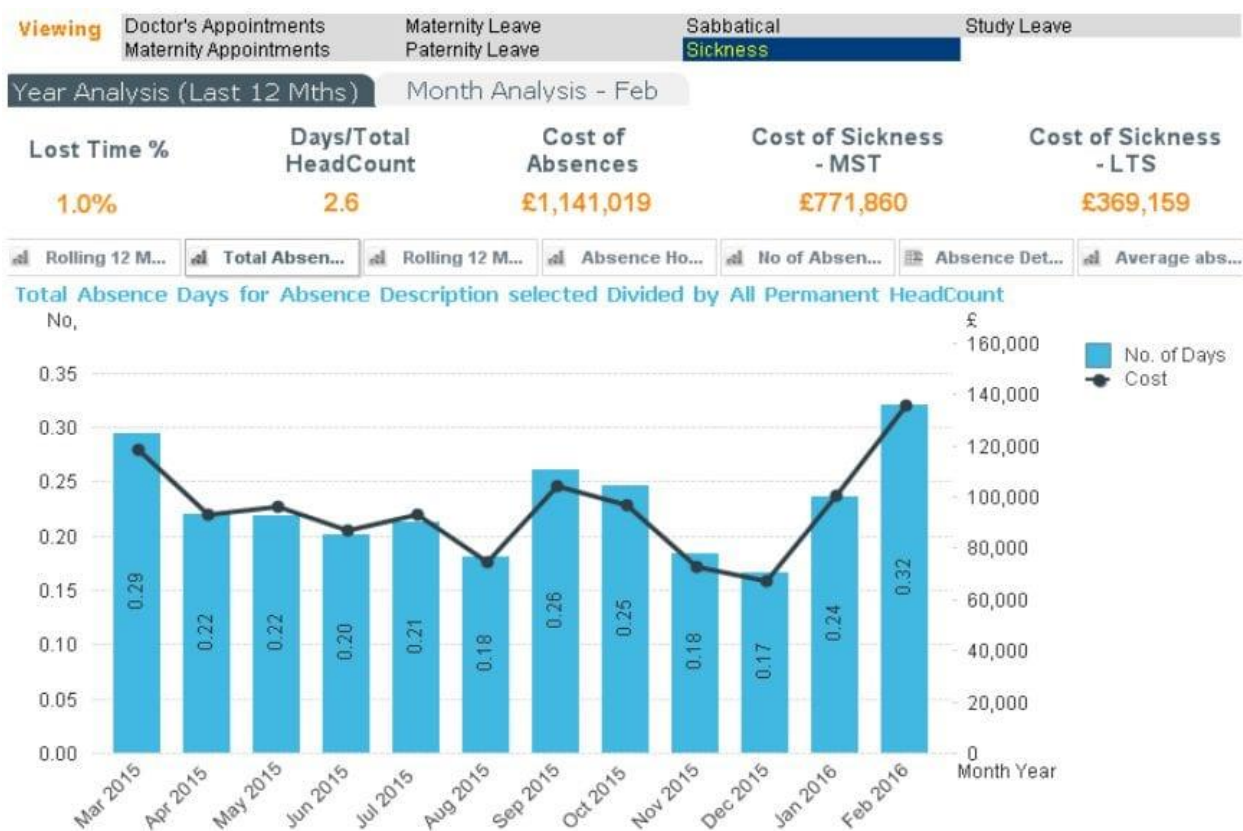 Viewing
Doctor's Appointments Maternity Leave Sabbatical Study Leave
Maternity Appointments Paternity Leave Sickness
Year Analysis (Last 12 Mths) Month Analysis - Feb
Lost Time %
Days/Total
HeadCount
Cost of
Absences
Cost of Sickness
- MST
Cost of Sickness
- LTS
1.0% 2.6 £1,141,019 £771,860 £369,159
Rolling 12 M... Total Absen... Rolling 12 M... Absence Ho... No of Absen... Absence Det... Average abs...
Total Absence Days for Absence Description selected Divided by All Permanent HeadCount
No,
0.35
0.30
0.25
0.20
0.15
0.10
0.05
0.00
£
160,000
140,000
120,000
100,000
80,000
60,000
40,000
20,000
0
No. of Days
Cost
0.29
0.22
0.22
0.20
0.21
0.18
0.26
0.25
0.18
0.17
0.24
0.32
Mar 2015
Apr 2015
May 2015
Jun 2015
Jul 2015
Aug 2015
Sep 2015
Oct 2015
Nov 2015
Dec 2015
Jan 2016
Feb 2016
Month Year